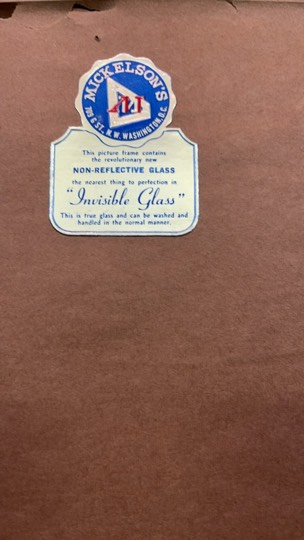 MICKELSON'S
709 G ST. N. W. WASHINGTON, D.C.
This picture frame contains
the revolutionary new
NON-REFLECTIVE GLASS
the nearest thing to perfection in
"Invisible Glass"
This is true glass and can be washed and
handled in the normal manner.